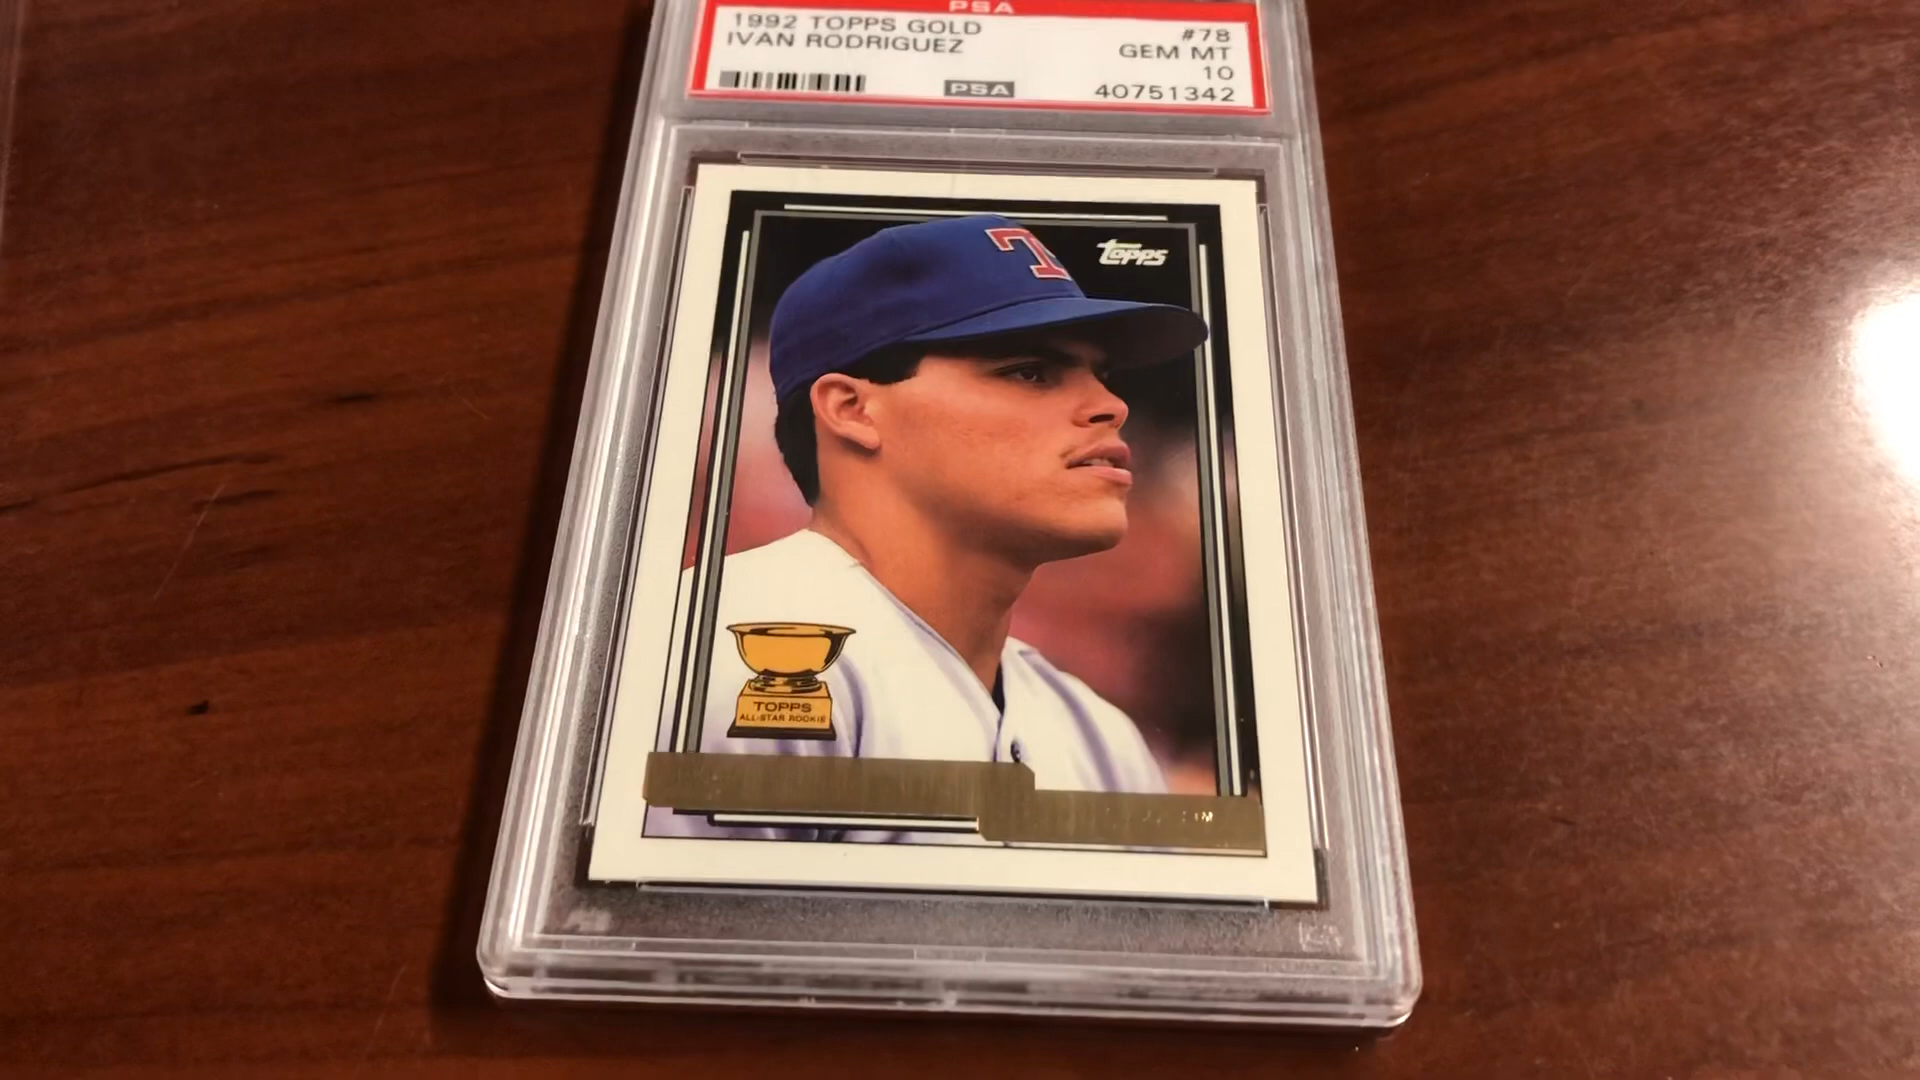 PSA
1992 TOPPS GOLD #78
IVAN RODRIGUEZ GEM MT
10
PSA 40751342
Topps
T
TOPPS
ALL-STAR ROOKIE